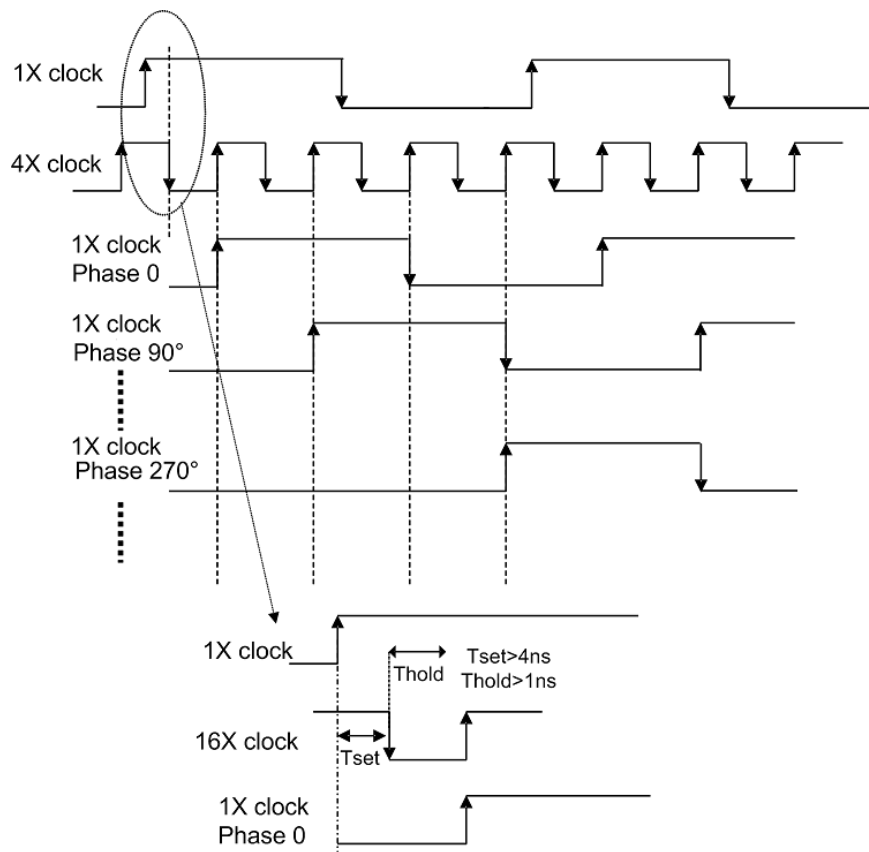 1X clock
4X clock
1X clock
Phase 0
1X clock
Phase 90°
1X clock
Phase 270°
1X clock
Thold
Tset>4ns
Thold>1ns
16X clock
Tset
1X clock
Phase 0